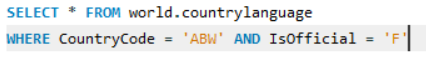 SELECT * FROM world.countrylanguage
WHERE CountryCode = 'ABW' AND IsOfficial = 'F'